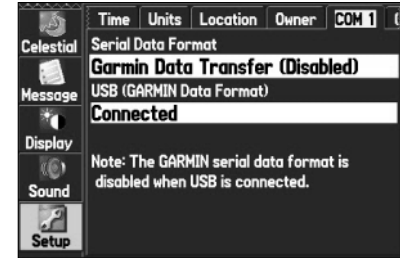 Time Units Location Owner COM 1
Celestial
Serial Data Format
Garmin Data Transfer (Disabled)
Message
USB (GARMIN Data Format)
Connected
Display
Note: The GARMIN serial data format is
disabled when USB is connected.
Sound
Setup